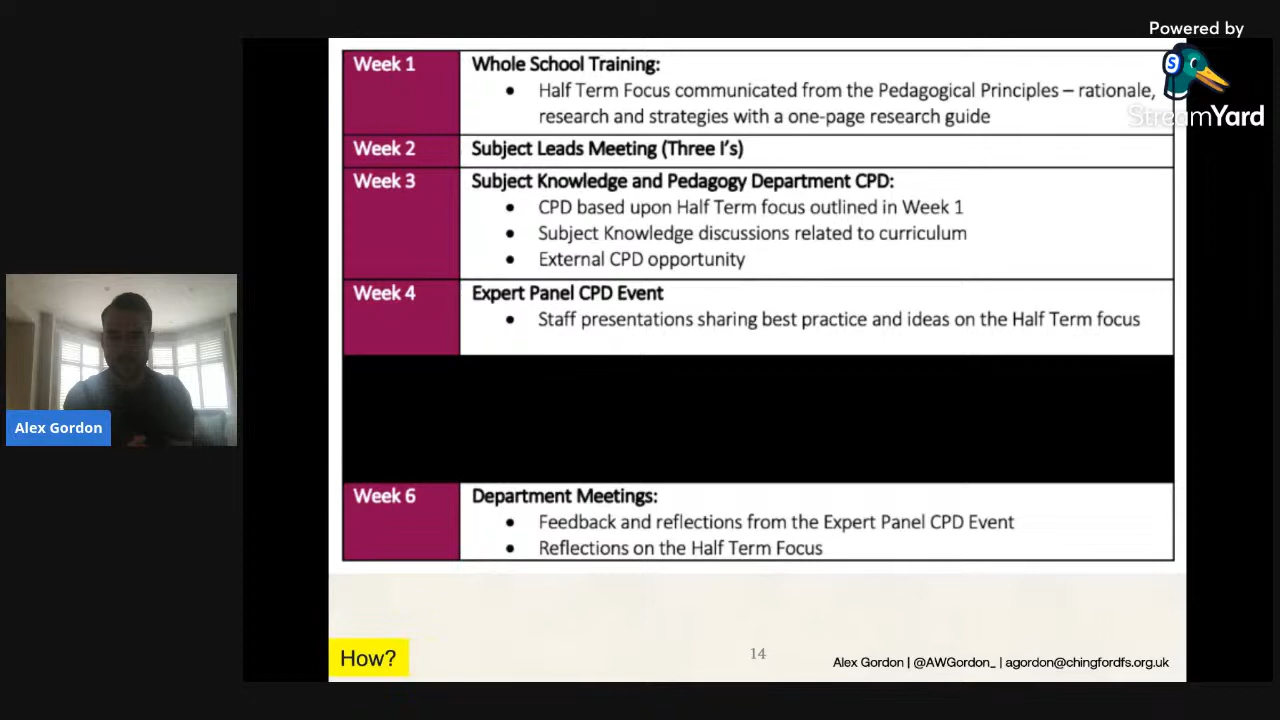 Powered by
StreamYard
Week 1
Whole School Training:
• Half Term Focus communicated from the Pedagogical Principles – rationale,
research and strategies with a one-page research guide
Week 2
Subject Leads Meeting (Three I's)
Week 3
Subject Knowledge and Pedagogy Department CPD:
• CPD based upon Half Term focus outlined in Week 1
• Subject Knowledge discussions related to curriculum
• External CPD opportunity
Week 4
Expert Panel CPD Event
• Staff presentations sharing best practice and ideas on the Half Term focus
Alex Gordon
Week 6
Department Meetings:
• Feedback and reflections from the Expert Panel CPD Event
• Reflections on the Half Term Focus
How?
14
Alex Gordon | @AWGordon_ | agordon@chingfordfs.org.uk